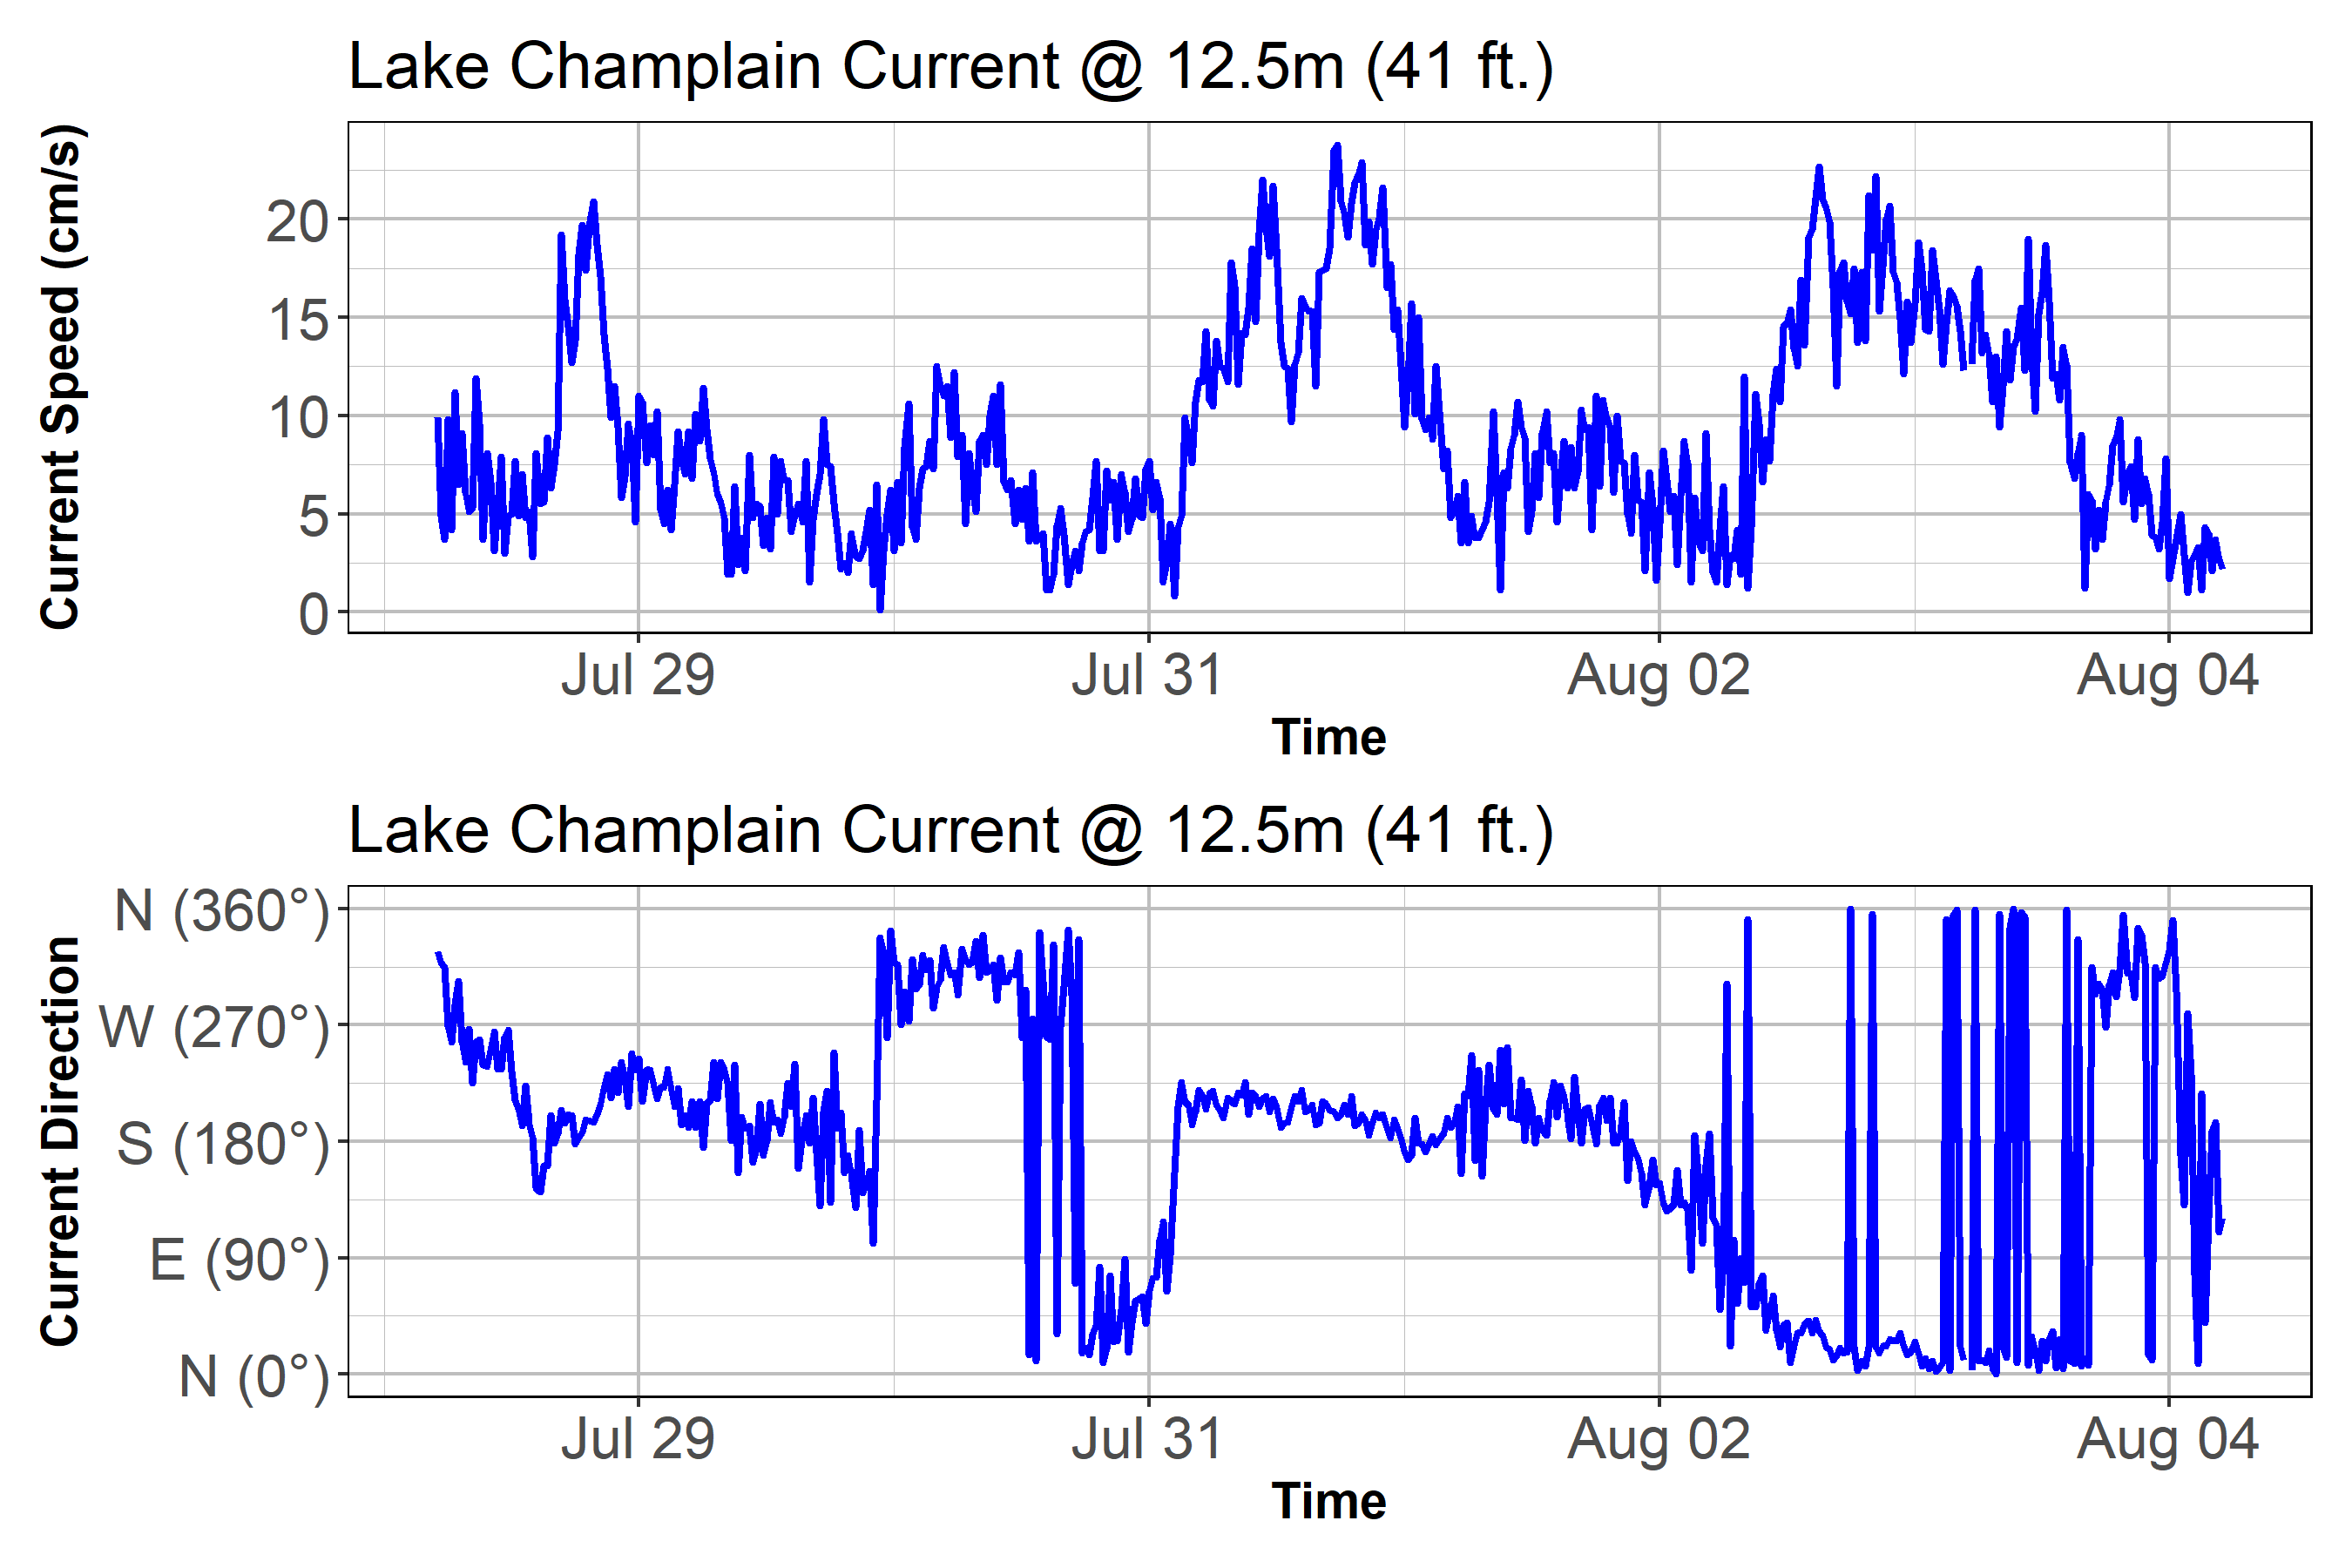 Lake Champlain Current @ 12.5m (41 ft.)
Current Speed (cm/s)
20
15
10
5
0
Jul 29 Jul 31 Aug 02 Aug 04
Time
Lake Champlain Current @ 12.5m (41 ft.)
Current Direction
N (360°)
W (270°)
S (180°)
E (90°)
N (0°)
Jul 29 Jul 31 Aug 02 Aug 04
Time